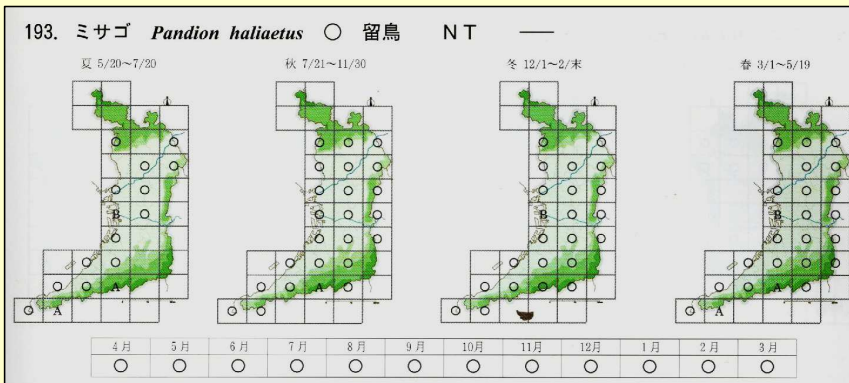 193. ミサゴ Pandion haliaetus ○ 留鳥 NT —
夏 5/20~7/20 秋 7/21~11/30 冬 12/1~2/末 春 3/1~5/19
B B
A A A
A A
4月 5月 6月 7月 8月 9月 10月 11月 12月 1月 2月 3月
○ ○ ○ ○ ○ ○ ○ ○ ○ ○ ○ ○